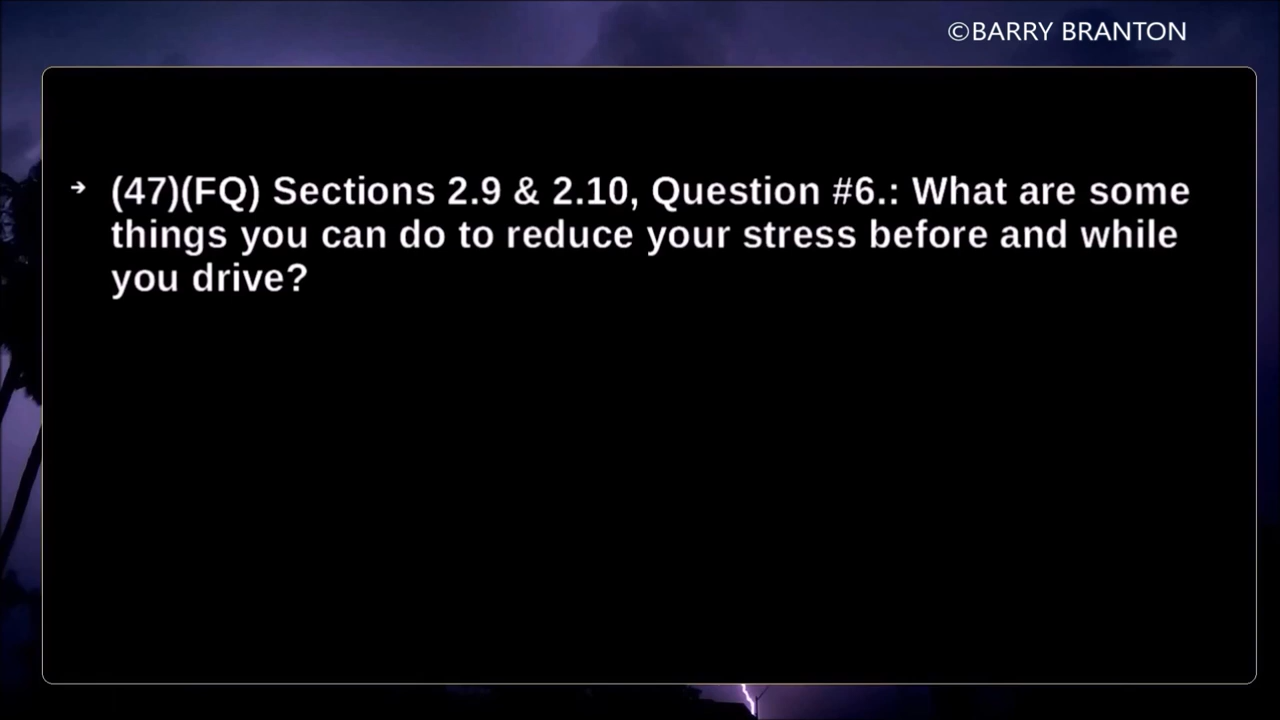 ©BARRY BRANTON
➔ (47)(FQ) Sections 2.9 & 2.10, Question #6.: What are some
things you can do to reduce your stress before and while
you drive?